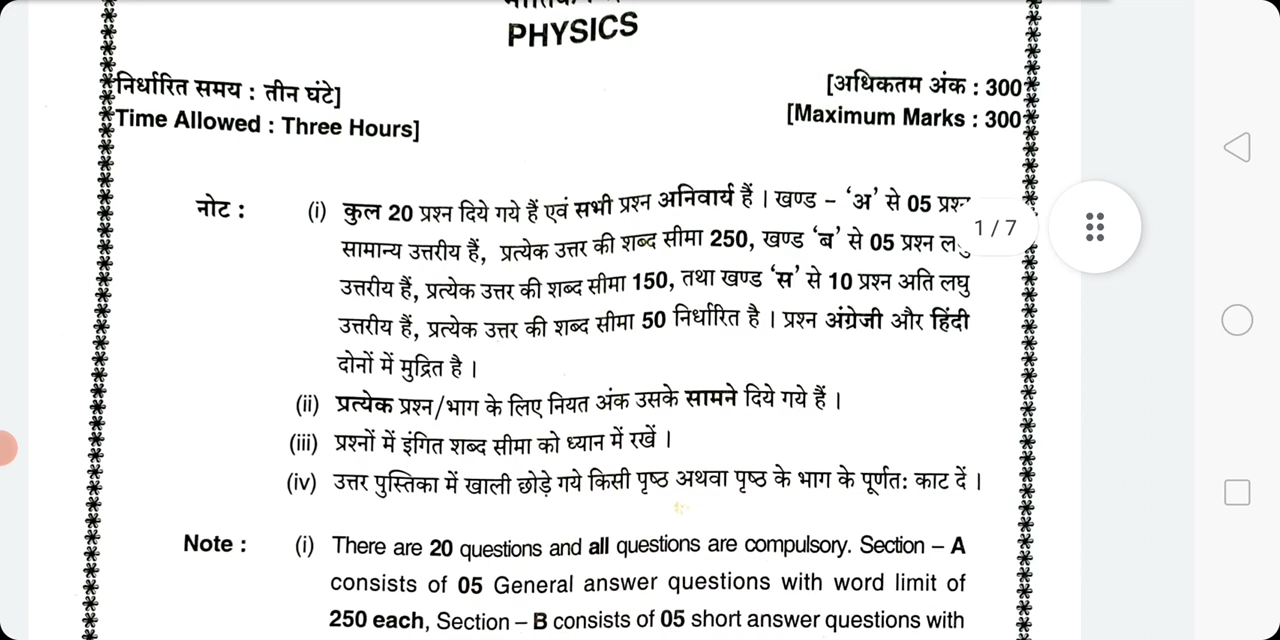 PHYSICS
निर्धारित समय : तीन घंटे]
[अधिकतम अंक : 300
Time Allowed : Three Hours]
[Maximum Marks : 300
नोट :
(i) कुल 20 प्रश्न दिये गये हैं एवं सभी प्रश्न अनिवार्य हैं । खण्ड – ‘अ’ से 05
सामान्य उत्तरीय हैं, प्रत्येक उत्तर की शब्द सीमा 250, खण्ड ‘ब’ से 05 प्रश्न
उत्तरीय हैं, प्रत्येक उत्तर की शब्द सीमा 150, तथा खण्ड ‘स’ से 10 प्रश्न अति लघु
उत्तरीय हैं, प्रत्येक उत्तर की शब्द सीमा 50 निर्धारित है । प्रश्न अंग्रेजी और हिंदी
दोनों में मुद्रित है ।
(ii) प्रत्येक प्रश्न/भाग के लिए नियत अंक उसके सामने दिये गये हैं ।
(iii) प्रश्नों में इंगित शब्द सीमा को ध्यान में रखें ।
(iv) उत्तर पुस्तिका में खाली छोड़े गये किसी पृष्ठ अथवा पृष्ठ के भाग के पूर्णत: काट दें ।
Note :
(i) There are 20 questions and all questions are compulsory. Section – A
consists of 05 General answer questions with word limit of
250 each, Section – B consists of 05 short answer questions with
1 / 7